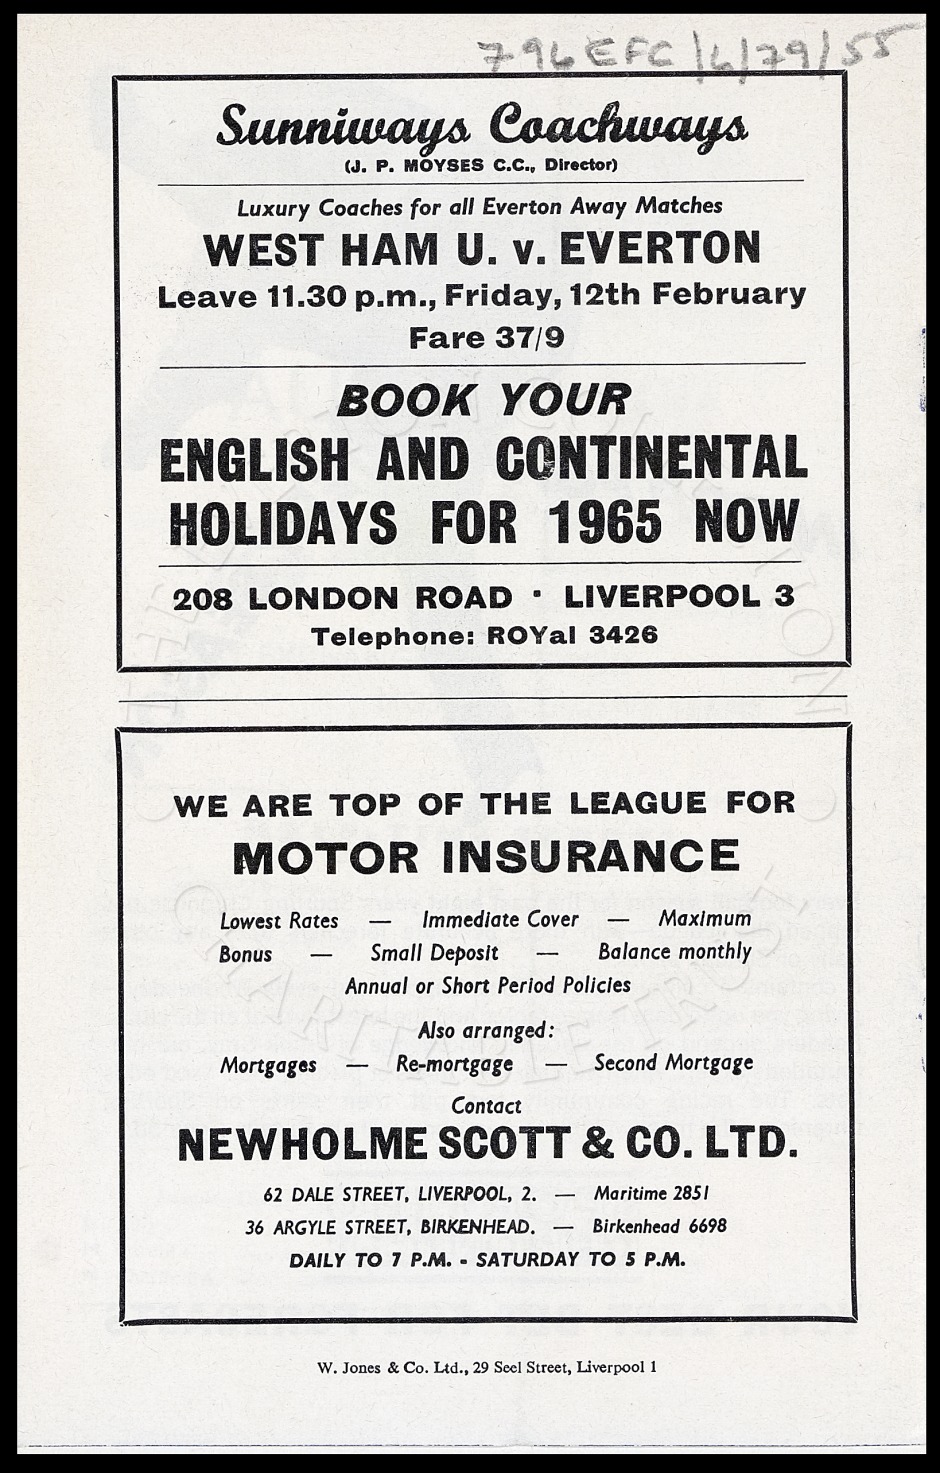 796 EFC/6/79/55
Sunniways Coachways
(J. P. MOYSES C.C., Director)
Luxury Coaches for all Everton Away Matches
WEST HAM U. v. EVERTON
Leave 11.30 p.m., Friday, 12th February
Fare 37/9
BOOK YOUR
ENGLISH AND CONTINENTAL
HOLIDAYS FOR 1965 NOW
208 LONDON ROAD · LIVERPOOL 3
Telephone: ROYal 3426
WE ARE TOP OF THE LEAGUE FOR
MOTOR INSURANCE
Lowest Rates — Immediate Cover — Maximum
Bonus — Small Deposit — Balance monthly
Annual or Short Period Policies
Also arranged:
Mortgages — Re-mortgage — Second Mortgage
Contact
NEWHOLME SCOTT & CO. LTD.
62 DALE STREET, LIVERPOOL, 2. — Maritime 2851
36 ARGYLE STREET, BIRKENHEAD. — Birkenhead 6698
DAILY TO 7 P.M. - SATURDAY TO 5 P.M.
W. Jones & Co. Ltd., 29 Seel Street, Liverpool 1